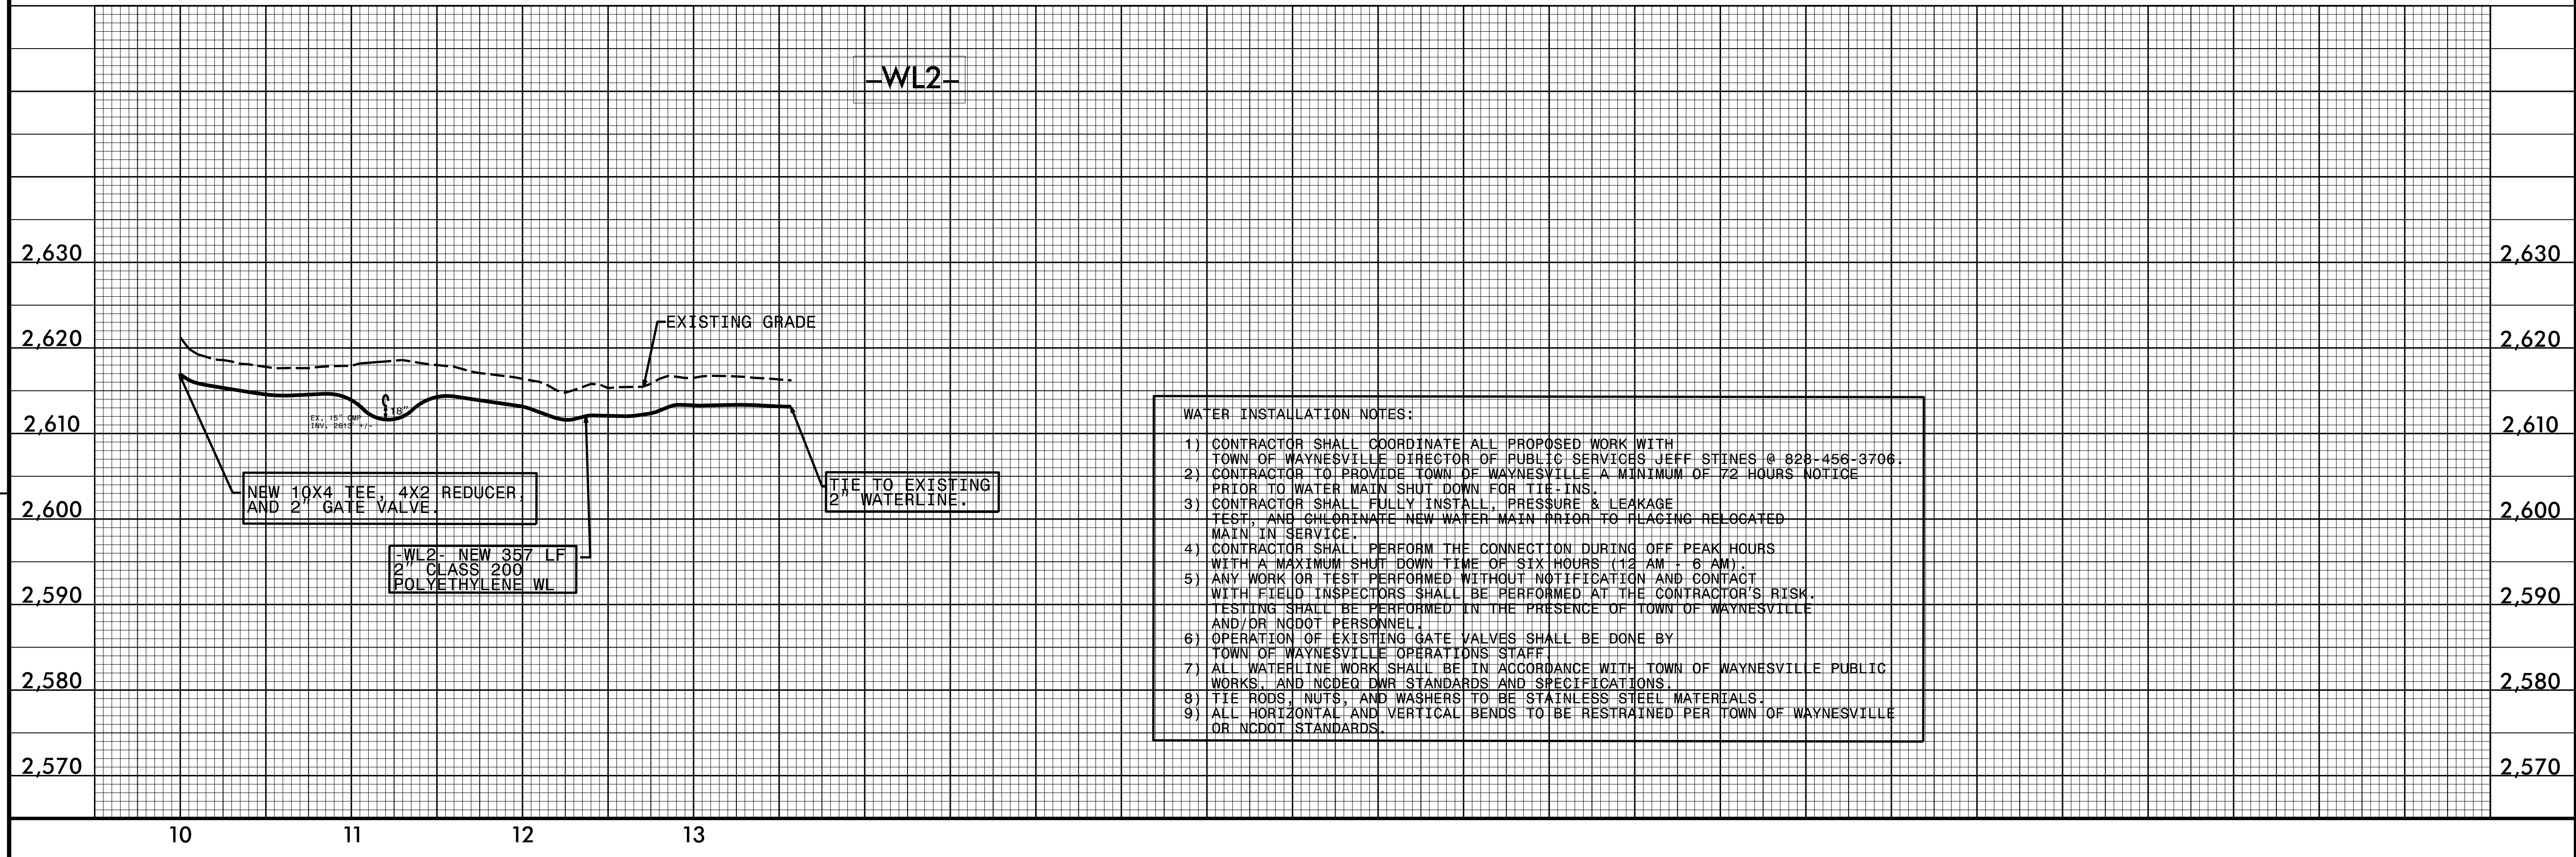 -WL2-
2,630
2,630
EXISTING GRADE
2,620
2,620
18"
EX. 15" CMP
INV. 2613' +/-
2,610
2,610
NEW 10X4 TEE, 4X2 REDUCER,
AND 2" GATE VALVE.
TIE TO EXISTING
2" WATERLINE.
-WL2- NEW 357 LF
2" CLASS 200
POLYETHYLENE WL
WATER INSTALLATION NOTES:
1) CONTRACTOR SHALL COORDINATE ALL PROPOSED WORK WITH
TOWN OF WAYNESVILLE DIRECTOR OF PUBLIC SERVICES JEFF STINES @ 828-456-3706.
2) CONTRACTOR TO PROVIDE TOWN OF WAYNESVILLE A MINIMUM OF 72 HOURS NOTICE
PRIOR TO WATER MAIN SHUT DOWN FOR TIE-INS.
3) CONTRACTOR SHALL FULLY INSTALL, PRESSURE & LEAKAGE
TEST, AND CHLORINATE NEW WATER MAIN PRIOR TO PLACING RELOCATED
MAIN IN SERVICE.
4) CONTRACTOR SHALL PERFORM THE CONNECTION DURING OFF PEAK HOURS
WITH A MAXIMUM SHUT DOWN TIME OF SIX HOURS (12 AM - 6 AM).
5) ANY WORK OR TEST PERFORMED WITHOUT NOTIFICATION AND CONTACT
WITH FIELD INSPECTORS SHALL BE PERFORMED AT THE CONTRACTOR'S RISK.
TESTING SHALL BE PERFORMED IN THE PRESENCE OF TOWN OF WAYNESVILLE
AND/OR NCDOT PERSONNEL.
6) OPERATION OF EXISTING GATE VALVES SHALL BE DONE BY
TOWN OF WAYNESVILLE OPERATIONS STAFF.
7) ALL WATERLINE WORK SHALL BE IN ACCORDANCE WITH TOWN OF WAYNESVILLE PUBLIC
WORKS, AND NCDEQ DWR STANDARDS AND SPECIFICATIONS.
8) TIE RODS, NUTS, AND WASHERS TO BE STAINLESS STEEL MATERIALS.
9) ALL HORIZONTAL AND VERTICAL BENDS TO BE RESTRAINED PER TOWN OF WAYNESVILLE
OR NCDOT STANDARDS.
2,600
2,600
2,590
2,590
2,580
2,580
2,570
2,570
10
11
12
13